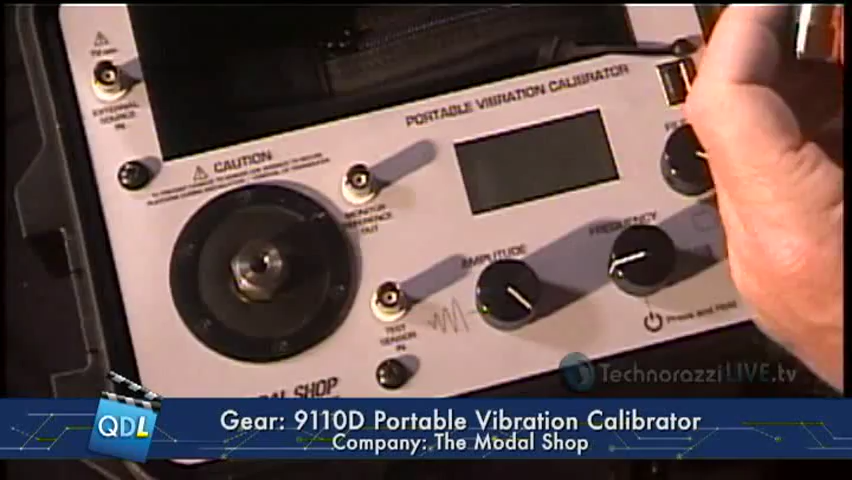 EXTERNAL
SOURCE
IN
PORTABLE VIBRATION CALIBRATOR
CAUTION
MONITOR
REFERENCE
OUT
AMPLITUDE
FREQUENCY
TEST
SENSOR
IN
Press and Hold
MODAL SHOP
TechnorazziLIVE.tv
QDL
Gear: 9110D Portable Vibration Calibrator
Company: The Modal Shop